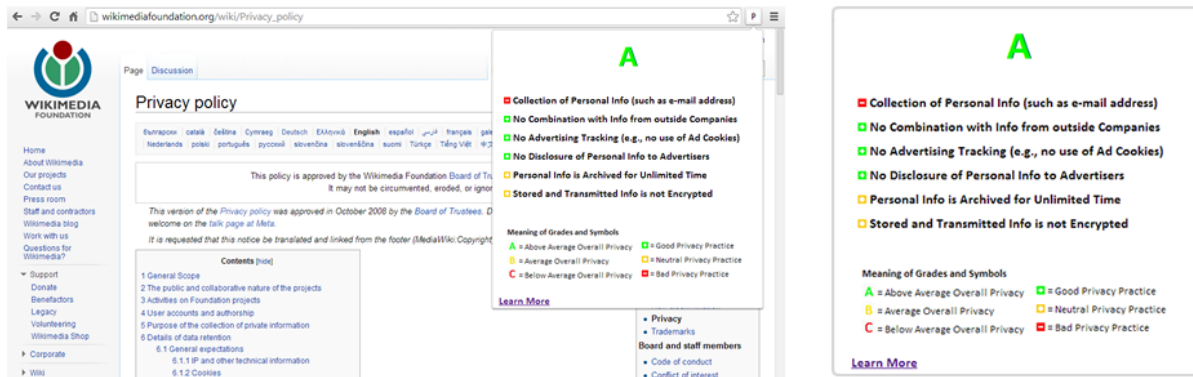 wikimediafoundation.org/wiki/Privacy_policy
P
WIKIMEDIA
FOUNDATION
Home
About Wikimedia
Our projects
Contact us
Press room
Staff and contractors
Wikimedia blog
Work with us
Questions for
Wikimedia?
Support
Donate
Benefactors
Legacy
Volunteering
Wikimedia Shop
Corporate
Wiki
Page Discussion
Privacy policy
български català čeština Cymraeg Deutsch Ελληνικά English español فارسی français
Nederlands polski português русский slovenčina slovenščina suomi Türkçe Tiếng Việt
This policy is approved by the Wikimedia Foundation Board of
It may not be circumvented, eroded, or
This version of the Privacy policy was approved in October 2008 by the Board of Trustees.
welcome on the talk page at Meta.
It is requested that this notice be translated and linked from the footer (MediaWiki:Copyright
Contents [hide]
1 General Scope
2 The public and collaborative nature of the projects
3 Activities on Foundation projects
4 User accounts and authorship
5 Purpose of the collection of private information
6 Details of data retention
6.1 General expectations
6.1.1 IP and other technical information
6.1.2 Cookies
A
Collection of Personal Info (such as e-mail address)
No Combination with Info from outside Companies
No Advertising Tracking (e.g., no use of Ad Cookies)
No Disclosure of Personal Info to Advertisers
Personal Info is Archived for Unlimited Time
Stored and Transmitted Info is not Encrypted
Meaning of Grades and Symbols
A = Above Average Overall Privacy = Good Privacy Practice
B = Average Overall Privacy = Neutral Privacy Practice
C = Below Average Overall Privacy = Bad Privacy Practice
Learn More
Privacy
Trademarks
Board and staff members
Code of conduct
Conflict of interest
A
Collection of Personal Info (such as e-mail address)
No Combination with Info from outside Companies
No Advertising Tracking (e.g., no use of Ad Cookies)
No Disclosure of Personal Info to Advertisers
Personal Info is Archived for Unlimited Time
Stored and Transmitted Info is not Encrypted
Meaning of Grades and Symbols
A = Above Average Overall Privacy = Good Privacy Practice
B = Average Overall Privacy = Neutral Privacy Practice
C = Below Average Overall Privacy = Bad Privacy Practice
Learn More